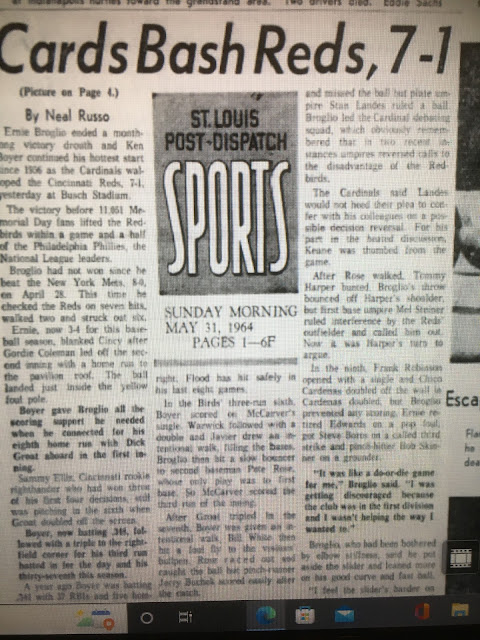 at Indianapolis hurtles toward the grandstand area. Two drivers died. Eddie Sachs
Cards Bash Reds, 7-1
(Picture on Page 4.)
By Neal Russo
Ernie Broglio ended a month-
ong victory drouth and Ken
Boyer continued his hottest start
ince 1956 as the Cardinals wal-
oped the Cincinnati Reds, 7-1,
yesterday at Busch Stadium.
The victory before 11,051 Me-
morial Day fans lifted the Red-
birds within a game and a half
of the Philadelphia Phillies, the
National League leaders.
Broglio had not won since he
beat the New York Mets, 8-0,
on April 28. This time he
checked the Reds on seven hits,
walked two and struck out six.
Ernie, now 3-4 for this base-
ball season, blanked Cincy after
Gordie Coleman led off the sec-
ond inning with a home run to
the pavilion roof. The ball
landed just inside the yellow
foul pole.
Boyer gave Broglio all the
scoring support he needed
when he connected for his
eighth home run with Dick
Groat aboard in the first in-
ning.
Sammy Ellis, Cincinnati rookie
righthander who had won three
of his first four decisions, still
was pitching in the sixth when
Groat doubled off the screen.
Boyer, now batting .348, fol-
lowed with a triple to the right-
field corner for his third run
batted in for the day and his
thirty-seventh this season.
A year ago Boyer was batting
.341 with 37 RBIs and five hom-
ST. LOUIS
POST-DISPATCH
SPORTS
SUNDAY MORNING
MAY 31, 1964
PAGES 1—6F
right. Flood has hit safely in
his last eight games.
In the Birds' three-run sixth,
Boyer scored on McCarver's
single. Warwick followed with a
double and Javier drew an in-
tentional walk, filling the bases.
Broglio then hit a slow bouncer
to second baseman Pete Rose,
whose only play was to first
base. So McCarver scored the
third run of the inning.
After Groat tripled in the
seventh, Boyer was given an in-
tentional walk. Bill White then
hit a foul fly to the visitors'
bullpen. Rose raced out and
caught the ball but pinch-runner
Jerry Buchek scored easily after
the catch.
and missed the ball but plate um-
pire Stan Landes ruled a ball.
Broglio led the Cardinal debating
squad, which obviously remem-
bered that in two recent in-
stances umpires reversed calls to
the disadvantage of the Red-
birds.
The Cardinals said Landes
would not heed their plea to con-
fer with his colleagues on a pos-
sible decision reversal. For his
part in the heated discussion,
Keane was thumbed from the
game.
After Rose walked, Tommy
Harper bunted. Broglio's throw
bounced off Harper's shoulder,
but first base umpire Mel Steiner
ruled interference by the Reds'
outfielder and called him out.
Now it was Harper's turn to
argue.
In the ninth, Frank Robinson
opened with a single and Chico
Cardenas doubled off the wall in
Cardenas doubled, but Broglio
prevented any scoring. Ernie re-
tired Edwards on a pop foul,
got Steve Boros on a called third
strike and pinch-hitter Bob Skin-
ner on a grounder.
"It was like a do-or-die game
for me," Broglio said. "I was
getting discouraged because
the club was in the first division
and I wasn't helping the way I
wanted to."
Broglio, who had been bothered
by elbow stiffness, said he put
aside the slider and leaned more
on his good curve and fast ball.
"I feel the slider's harder on
Esca
Fla
he
dea